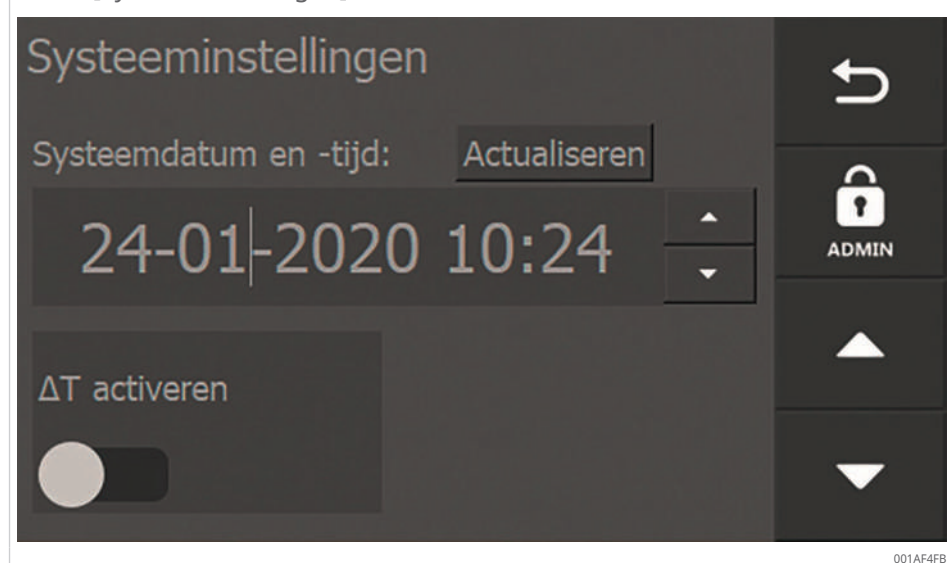 Systeeminstellingen
Systeemdatum en -tijd:
Actualiseren
24-01-2020 10:24
ADMIN
ΔT activeren
001AF4FB